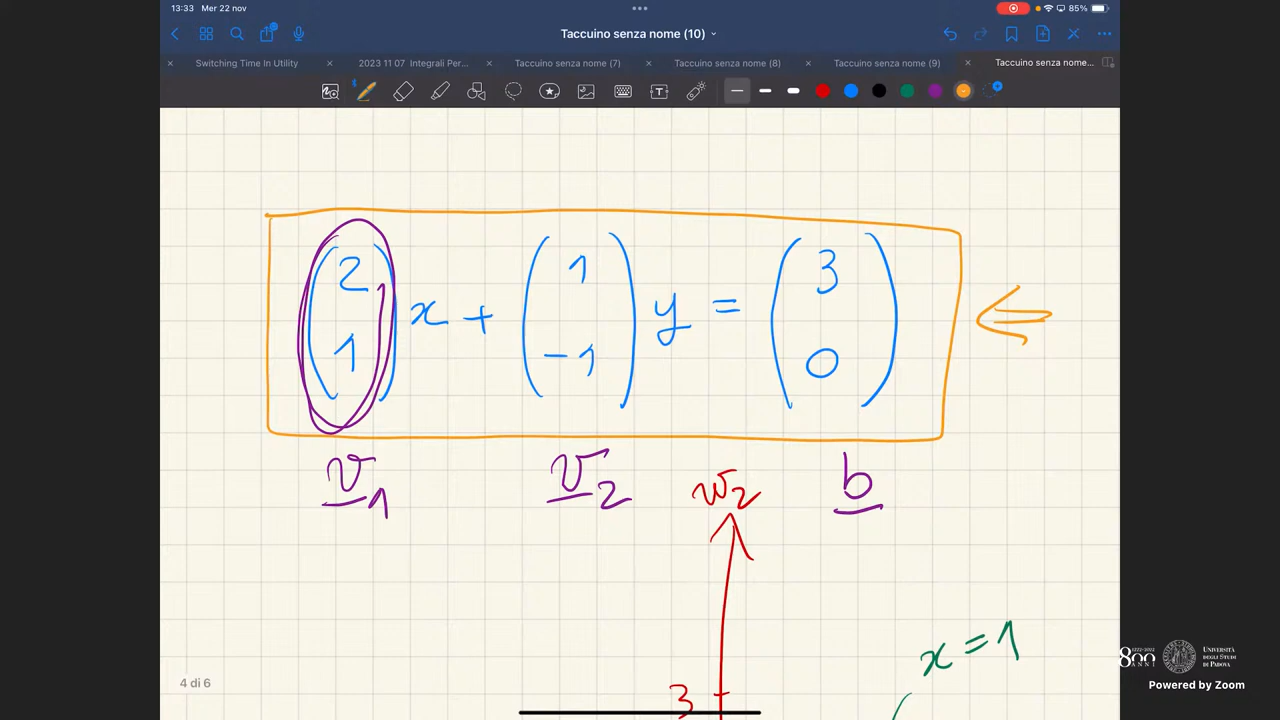 13:33 Mer 22 nov
85%
Taccuino senza nome (10)
Switching Time In Utility
2023 11 07 Integrali Per...
Taccuino senza nome (7)
Taccuino senza nome (8)
Taccuino senza nome (9)
Taccuino senza nome...
(2 1) x + (1 -1) y = (3 0)
v1 v2 b
w2
x = 1
3
4 di 6
800 ANNI
UNIVERSITÀ
DEGLI STUDI
DI PADOVA
Powered by Zoom